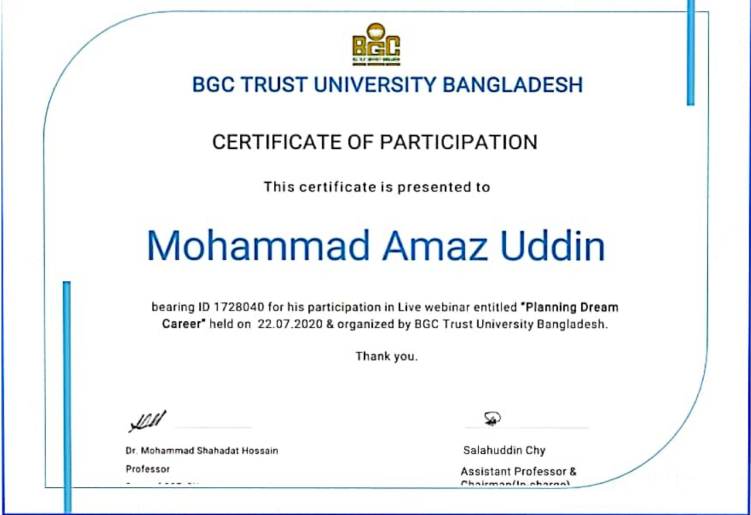 BGC
BGC TRUST UNIVERSITY BANGLADESH
CERTIFICATE OF PARTICIPATION
This certificate is presented to
Mohammad Amaz Uddin
bearing ID 1728040 for his participation in Live webinar entitled "Planning Dream
Career" held on 22.07.2020 & organized by BGC Trust University Bangladesh.
Thank you.
Dr. Mohammad Shahadat Hossain
Professor
Salahuddin Chy
Assistant Professor &
Chairman(In-charge)